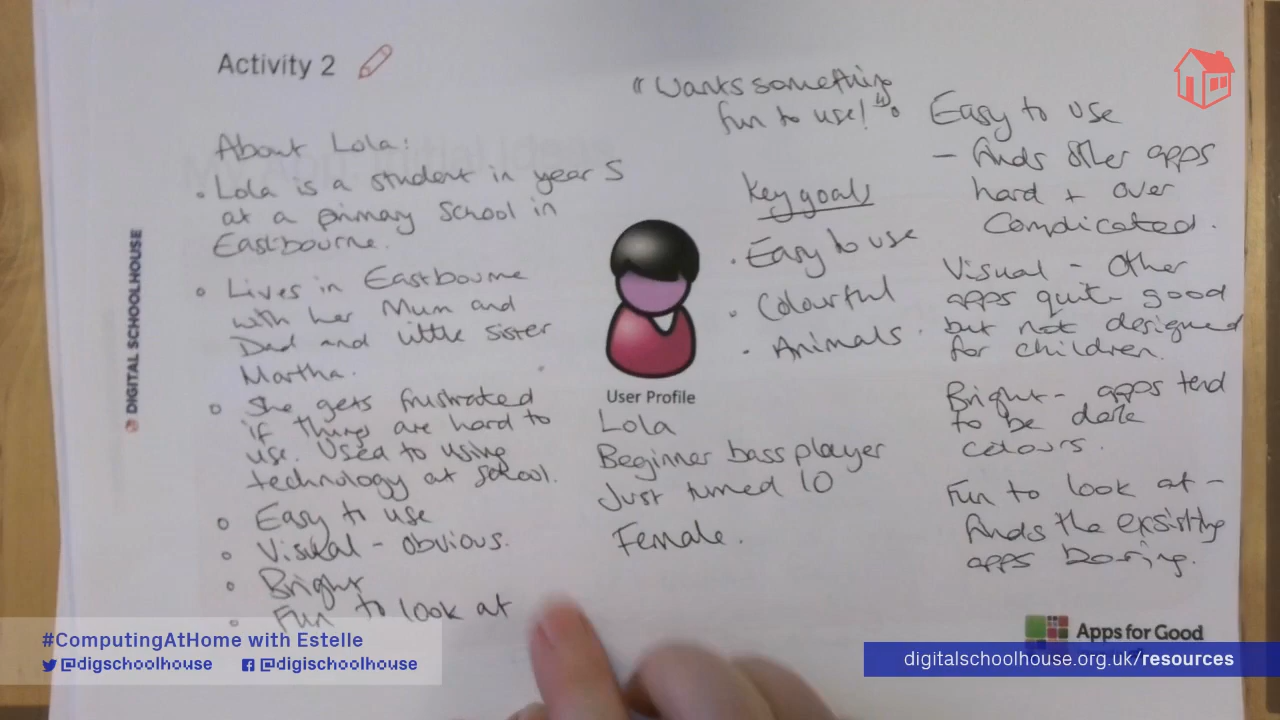 Activity 2
"Wants something
fun to use!"
About Lola:
• Lola is a student in year 5
at a primary School in
Eastbourne.
• Lives in Eastbourne
with her Mum and
Dad and little sister
Martha.
• She gets frustrated
if things are hard to
use. Used to using
technology at school.
• Easy to use
• Visual - obvious.
• Bright
• Fun to look at
User Profile
Lola
Beginner bass player
Just turned 10
Female.
Key goals
• Easy to use
• Colourful
• Animals
Easy to use
- finds other apps
hard + over
Complicated.
Visual - Other
apps quite good
but not designed
for children.
Bright - apps tend
to be dark
colours.
Fun to look at -
finds the exsisting
apps boring.
DIGITAL SCHOOLHOUSE
Apps for Good
#ComputingAtHome with Estelle
@digschoolhouse @digischoolhouse
digitalschoolhouse.org.uk/resources